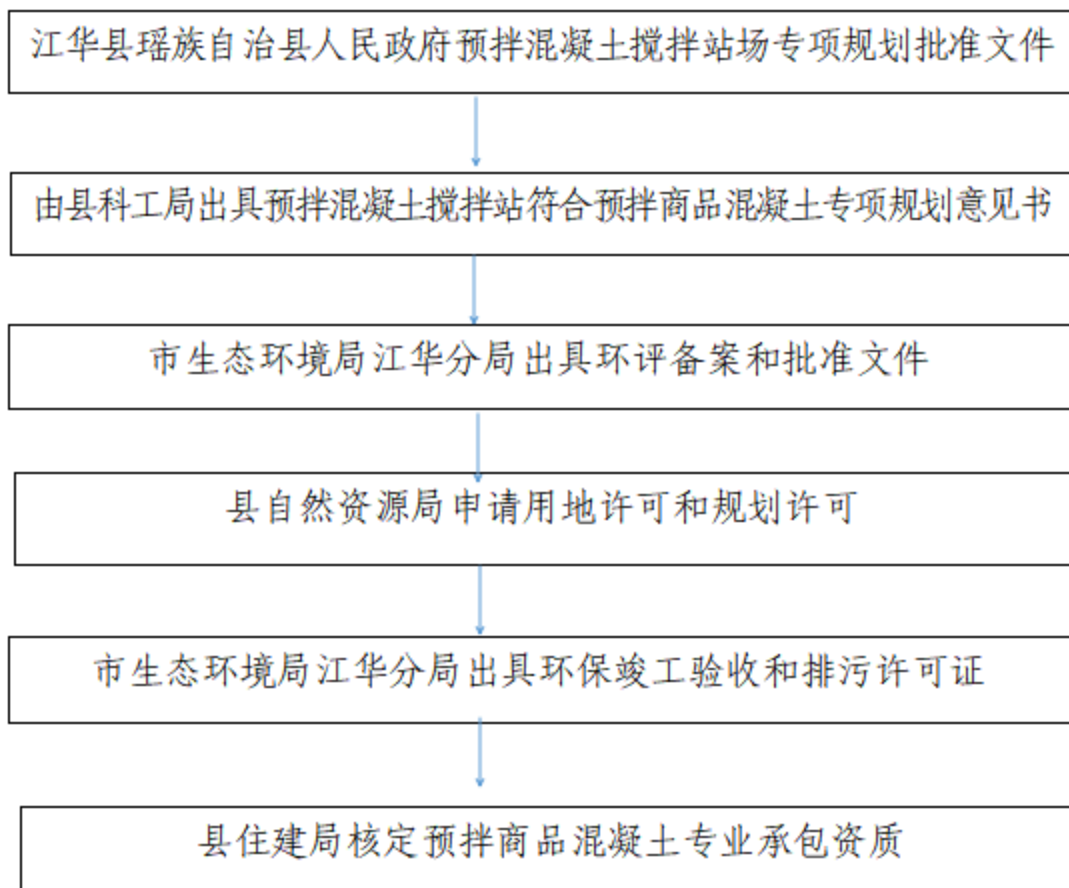 江华县瑶族自治县人民政府预拌混凝土搅拌站场专项规划批准文件
由县科工局出具预拌混凝土搅拌站符合预拌商品混凝土专项规划意见书
市生态环境局江华分局出具环评备案和批准文件
县自然资源局申请用地许可和规划许可
市生态环境局江华分局出具环保竣工验收和排污许可证
县住建局核定预拌商品混凝土专业承包资质